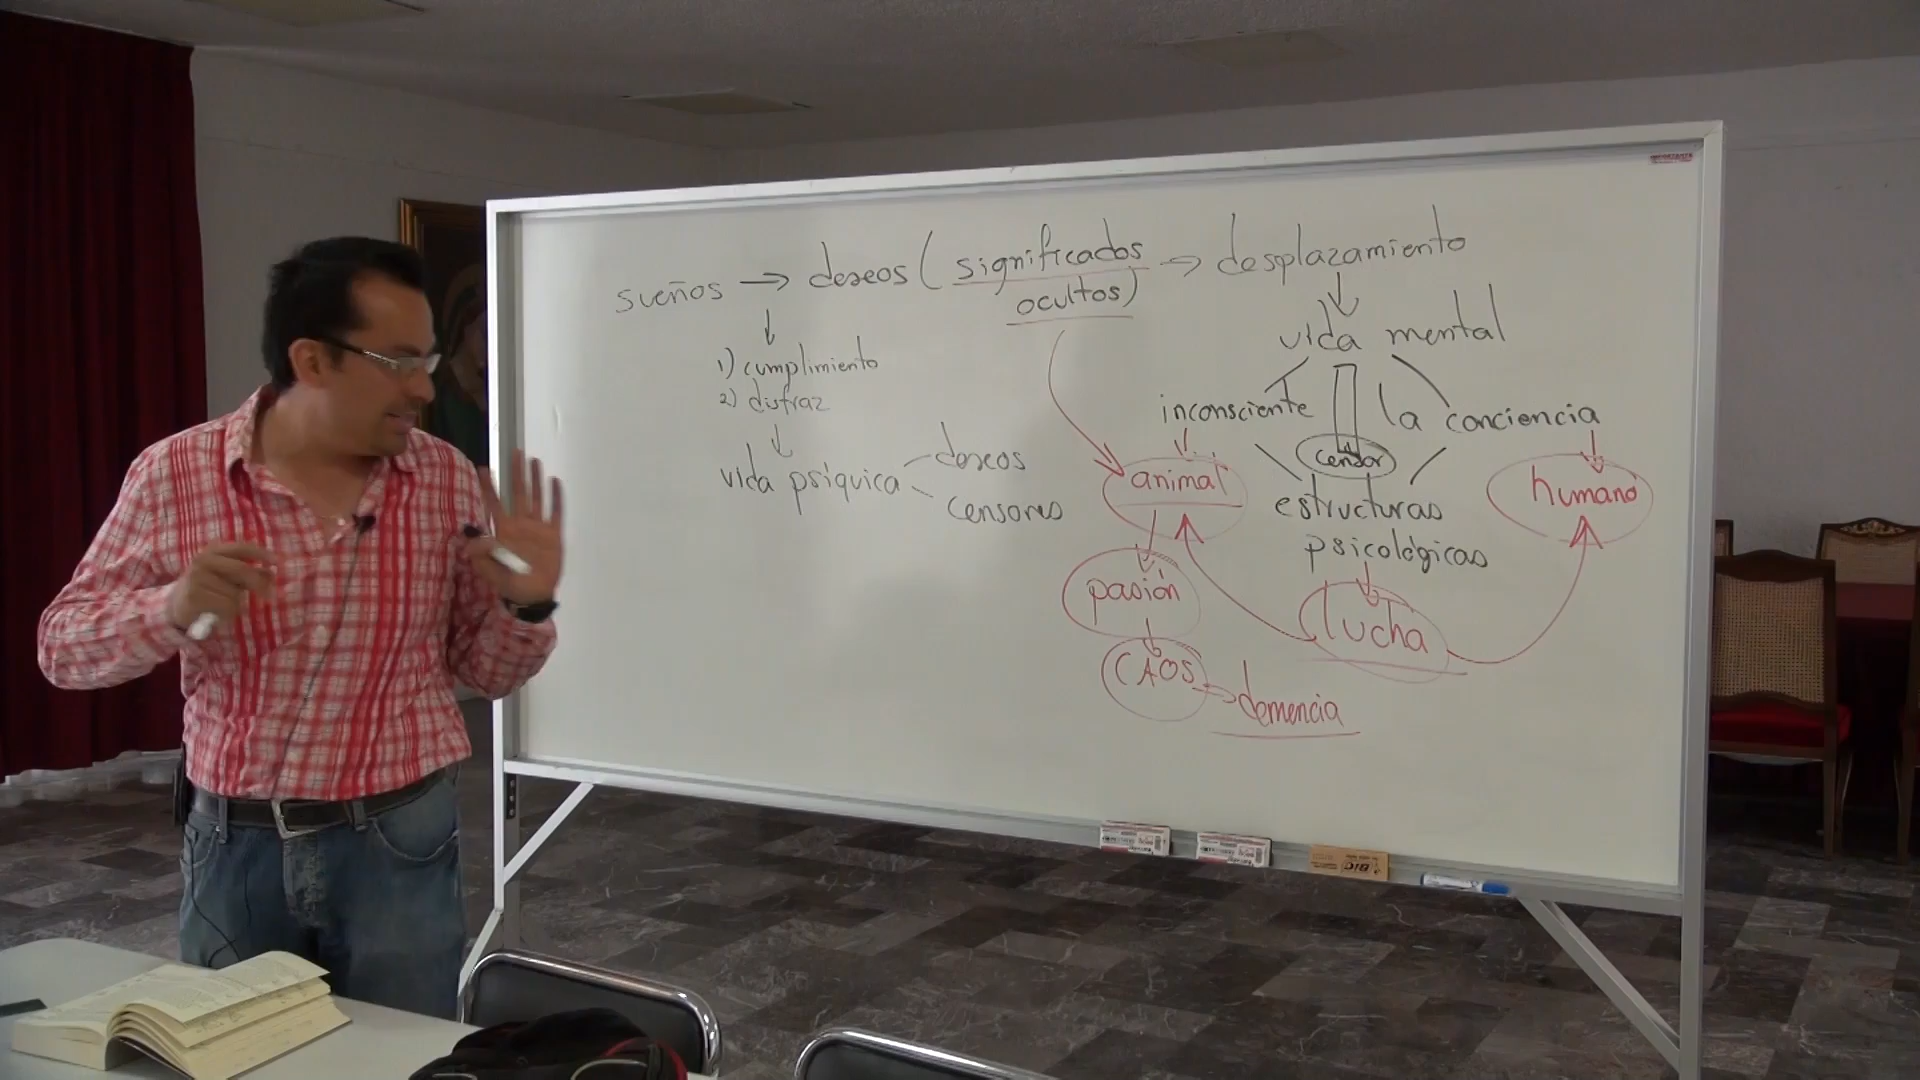 sueños → deseos (significados ocultos) → desplazamiento
1) cumplimiento
2) disfraz
vida psíquica
deseos
censores
vida mental
inconsciente
la conciencia
censor
estructuras
psicológicas
animal
humano
pasión
lucha
CAOS → demencia
BIC